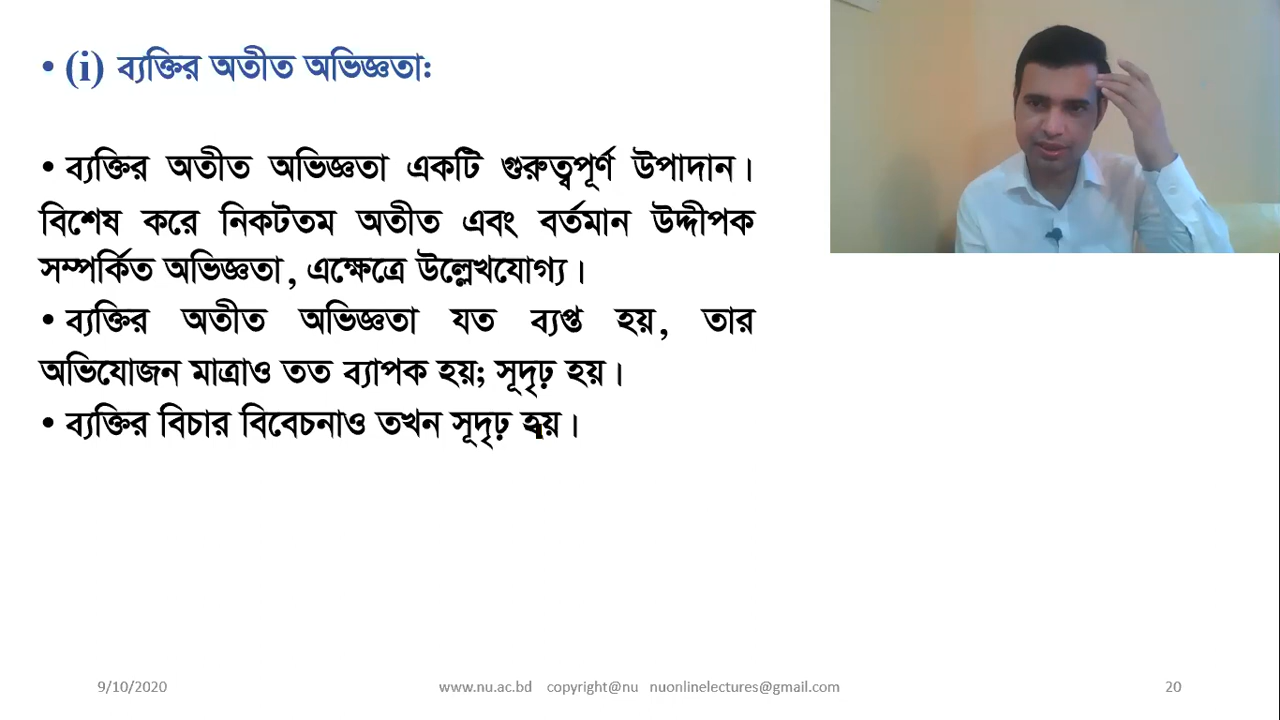 • (i) ব্যক্তির অতীত অভিজ্ঞতাঃ
• ব্যক্তির অতীত অভিজ্ঞতা একটি গুরুত্বপূর্ণ উপাদান।
বিশেষ করে নিকটতম অতীত এবং বর্তমান উদ্দীপক
সম্পর্কিত অভিজ্ঞতা, এক্ষেত্রে উল্লেখযোগ্য।
• ব্যক্তির অতীত অভিজ্ঞতা যত ব্যপ্ত হয়, তার
অভিযোজন মাত্রাও তত ব্যাপক হয়; সূদৃঢ় হয়।
• ব্যক্তির বিচার বিবেচনাও তখন সূদৃঢ় হয়।
9/10/2020 www.nu.ac.bd copyright@nu nuonlinelectures@gmail.com 20